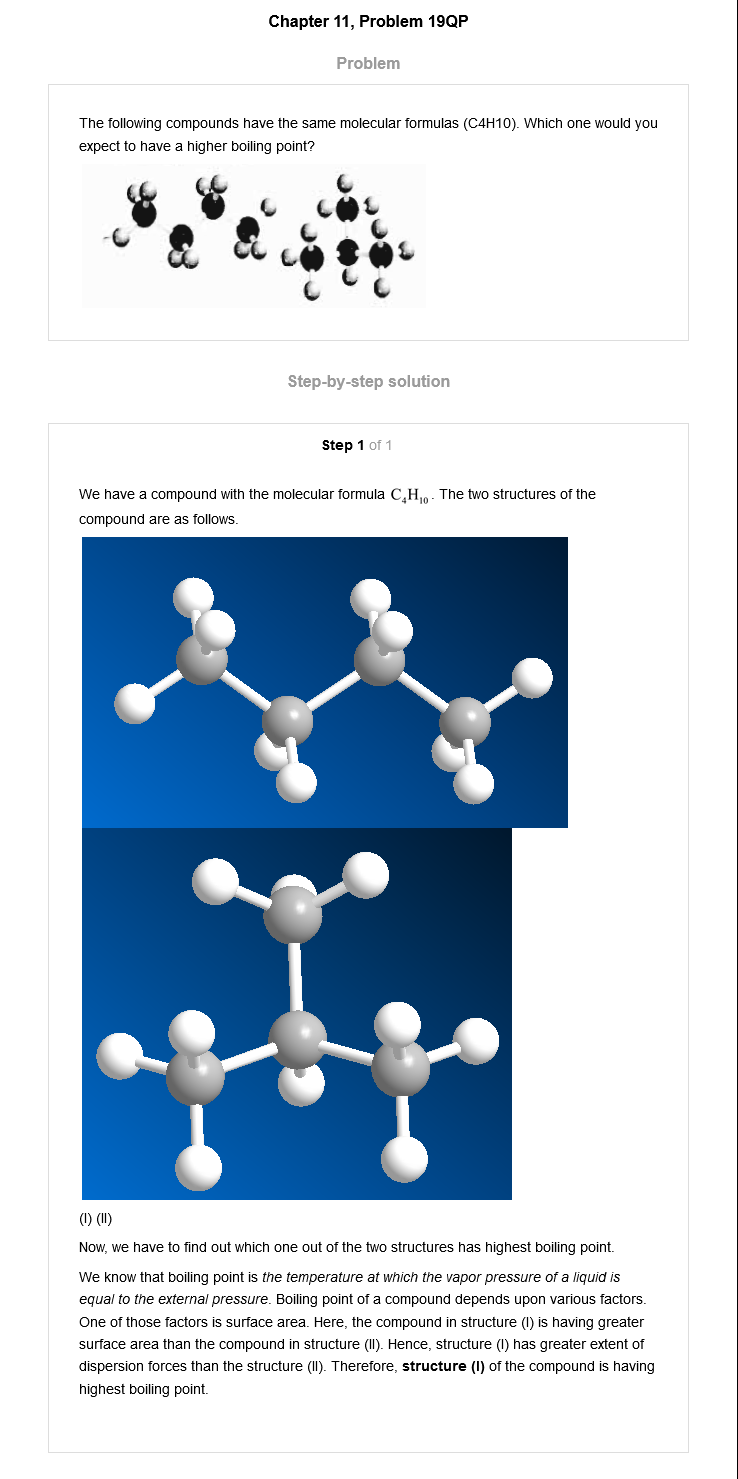 Chapter 11, Problem 19QP
Problem
The following compounds have the same molecular formulas (C4H10). Which one would you
expect to have a higher boiling point?
Step-by-step solution
Step 1 of 1
We have a compound with the molecular formula C₄H₁₀. The two structures of the
compound are as follows.
(I) (II)
Now, we have to find out which one out of the two structures has highest boiling point.
We know that boiling point is the temperature at which the vapor pressure of a liquid is
equal to the external pressure. Boiling point of a compound depends upon various factors.
One of those factors is surface area. Here, the compound in structure (I) is having greater
surface area than the compound in structure (II). Hence, structure (I) has greater extent of
dispersion forces than the structure (II). Therefore, structure (I) of the compound is having
highest boiling point.